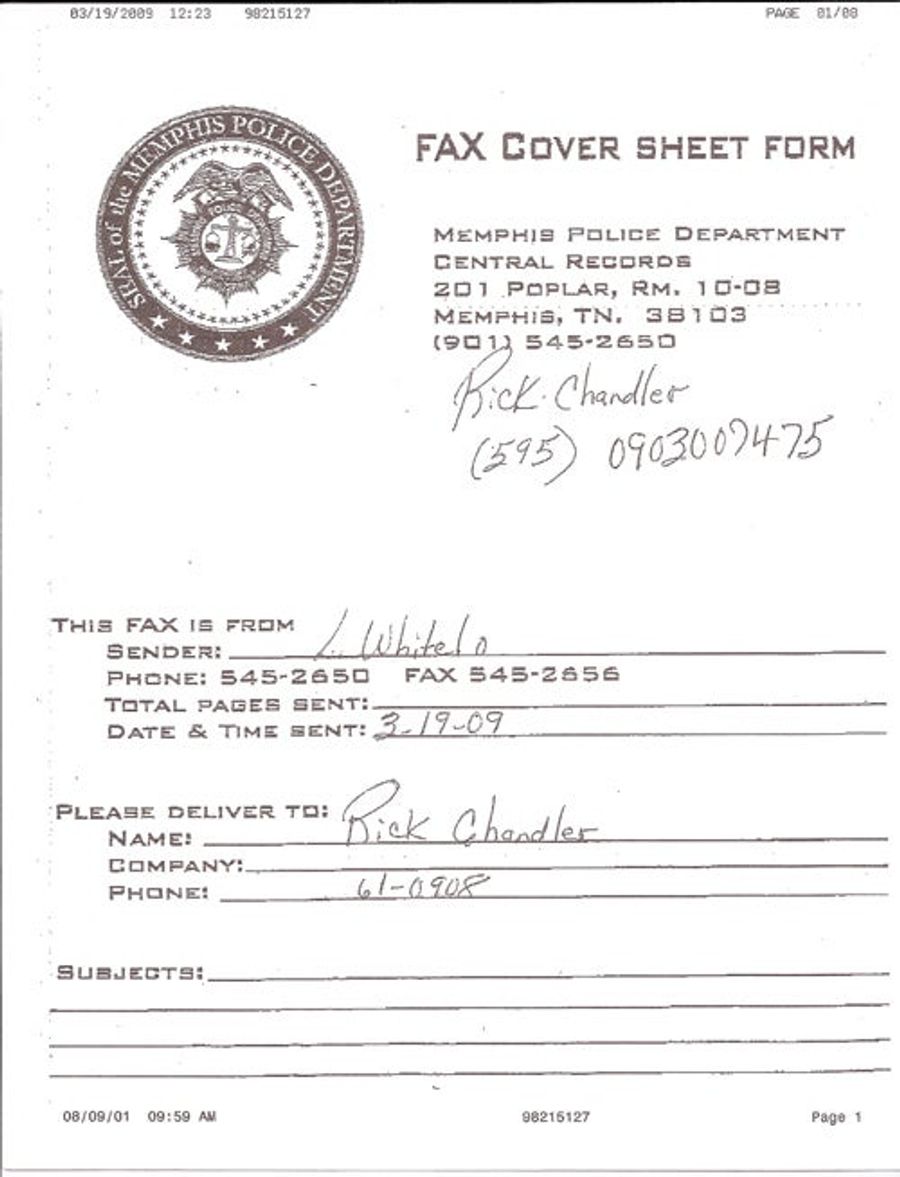 03/19/2009 12:23 98215127 PAGE 01/08
SEAL of the MEMPHIS POLICE DEPARTMENT
FAX COVER SHEET FORM
MEMPHIS POLICE DEPARTMENT
CENTRAL RECORDS
201 POPLAR, RM. 10-08
MEMPHIS, TN. 38103
(901) 545-2650
Rick Chandler
(595) 0903007475
THIS FAX IS FROM
SENDER: L. Whitelo
PHONE: 545-2650 FAX 545-2656
TOTAL PAGES SENT:
DATE & TIME SENT: 3-19-09
PLEASE DELIVER TO:
NAME: Rick Chandler
COMPANY:
PHONE: 61-0908
SUBJECTS:
08/09/01 09:59 AM 98215127 Page 1